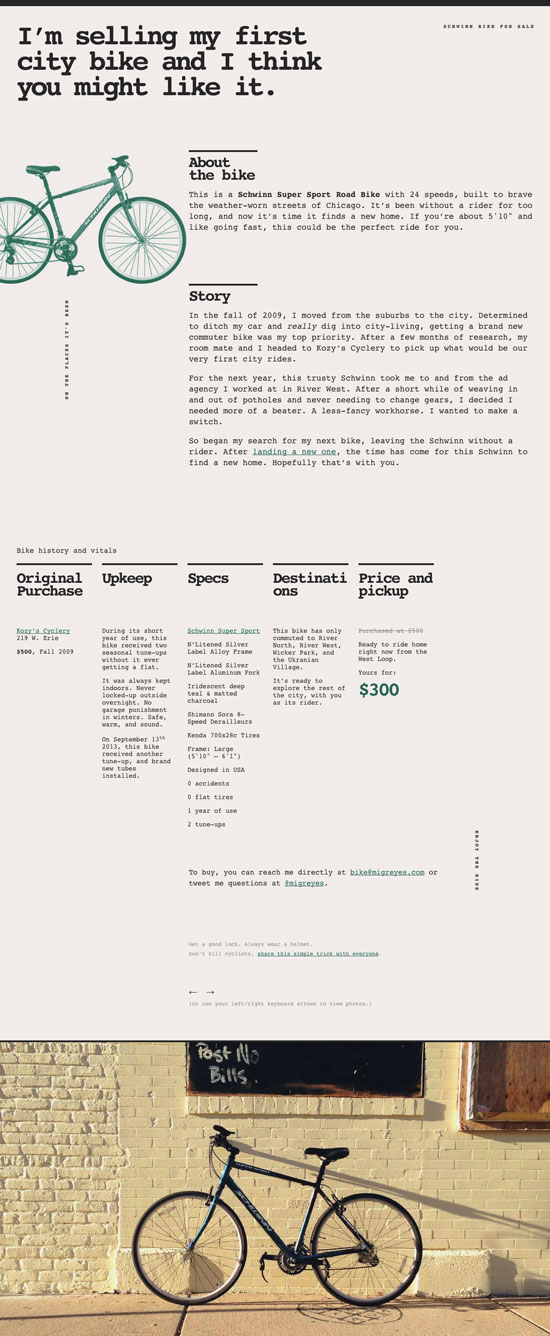 SCHWINN BIKE FOR SALE
I’m selling my first
city bike and I think
you might like it.
About
the bike
This is a Schwinn Super Sport Road Bike with 24 speeds, built to brave
the weather-worn streets of Chicago. It’s been without a rider for too
long, and now it’s time it finds a new home. If you’re about 5'10" and
like going fast, this could be the perfect ride for you.
Story
OH THE PLACES IT'S BEEN
In the fall of 2009, I moved from the suburbs to the city. Determined
to ditch my car and really dig into city-living, getting a brand new
commuter bike was my top priority. After a few months of research, my
room mate and I headed to Kozy’s Cyclery to pick up what would be our
very first city rides.
For the next year, this trusty Schwinn took me to and from the ad
agency I worked at in River West. After a short while of weaving in
and out of potholes and never needing to change gears, I decided I
needed more of a beater. A less-fancy workhorse. I wanted to make a
switch.
So began my search for my next bike, leaving the Schwinn without a
rider. After landing a new one, the time has come for this Schwinn to
find a new home. Hopefully that’s with you.
Bike history and vitals
Original
Purchase
Kozy’s Cyclery
219 W. Erie
$500, Fall 2009
Upkeep
During its short
year of use, this
bike received two
seasonal tune-ups
without it ever
getting a flat.
It was always kept
indoors. Never
locked-up outside
overnight. No
garage punishment
in winters. Safe,
warm, and sound.
On September 13th
2013, this bike
received another
tune-up, and brand
new tubes
installed.
Specs
Schwinn Super Sport
N’Litened Silver
Label Alloy Frame
N’Litened Silver
Label Aluminum Fork
Iridescent deep
teal & matted
charcoal
Shimano Sora 8-
Speed Derailleurs
Kenda 700x28c Tires
Frame: Large
(5'10" — 6'1")
Designed in USA
0 accidents
0 flat tires
1 year of use
2 tune-ups
Destinati
ons
This bike has only
commuted to River
North, River West,
Wicker Park, and
the Ukranian
Village.
It’s ready to
explore the rest of
the city, with you
as its rider.
Price and
pickup
Purchased at $500
Ready to ride home
right now from the
West Loop.
Yours for:
$300
ENJOY THE RIDE
To buy, you can reach me directly at bike@migreyes.com or
tweet me questions at @migreyes.
Get a good lock. Always wear a helmet.
Don’t kill cyclists, share this simple trick with everyone.
← →
(Or use your left/right keyboard arrows to view photos.)
Post No
Bills.
SCHWINN